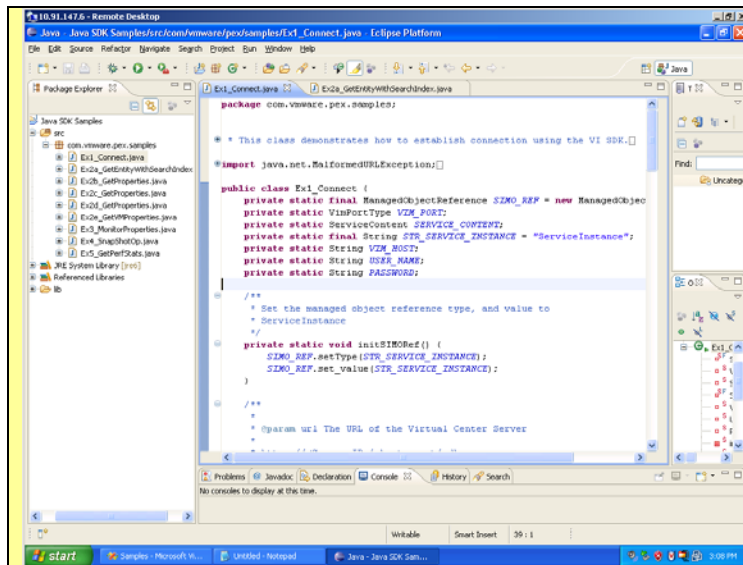 10.91.147.6 - Remote Desktop
Java - Java SDK Samples/src/com/vmware/pex/samples/Ex1_Connect.java - Eclipse Platform
File Edit Source Refactor Navigate Search Project Run Window Help
Java
Package Explorer
Ex1_Connect.java
Ex2a_GetEntityWithSearchIndex.java
Java SDK Samples
src
com.vmware.pex.samples
Ex1_Connect.java
Ex2a_GetEntityWithSearchIndex
Ex2b_GetProperties.java
Ex2c_GetProperties.java
Ex2d_GetProperties.java
Ex2e_GetVMProperties.java
Ex3_MonitorProperties.java
Ex4_SnapShotOp.java
Ex5_GetPerfStats.java
JRE System Library [jre6]
Referenced Libraries
lib
package com.vmware.pex.samples;
* This class demonstrates how to establish connection using the VI SDK.
import java.net.MalformedURLException;
public class Ex1_Connect {
private static final ManagedObjectReference SIMO_REF = new ManagedObjec
private static VimPortType VIM_PORT;
private static ServiceContent SERVICE_CONTENT;
private static final String STR_SERVICE_INSTANCE = "ServiceInstance";
private static String VIM_HOST;
private static String USER_NAME;
private static String PASSWORD;
/**
* Set the managed object reference type, and value to
* ServiceInstance
*/
private static void initSIMORef() {
SIMO_REF.setType(STR_SERVICE_INSTANCE);
SIMO_REF.set_value(STR_SERVICE_INSTANCE);
}
/**
*
* @param url The URL of the Virtual Center Server
*
Find:
Uncatego
Ex1_C
Problems Javadoc Declaration Console History Search
No consoles to display at this time.
Writable Smart Insert 39 : 1
start
Samples - Microsoft Vi...
Untitled - Notepad
Java - Java SDK Sam...
3:08 PM